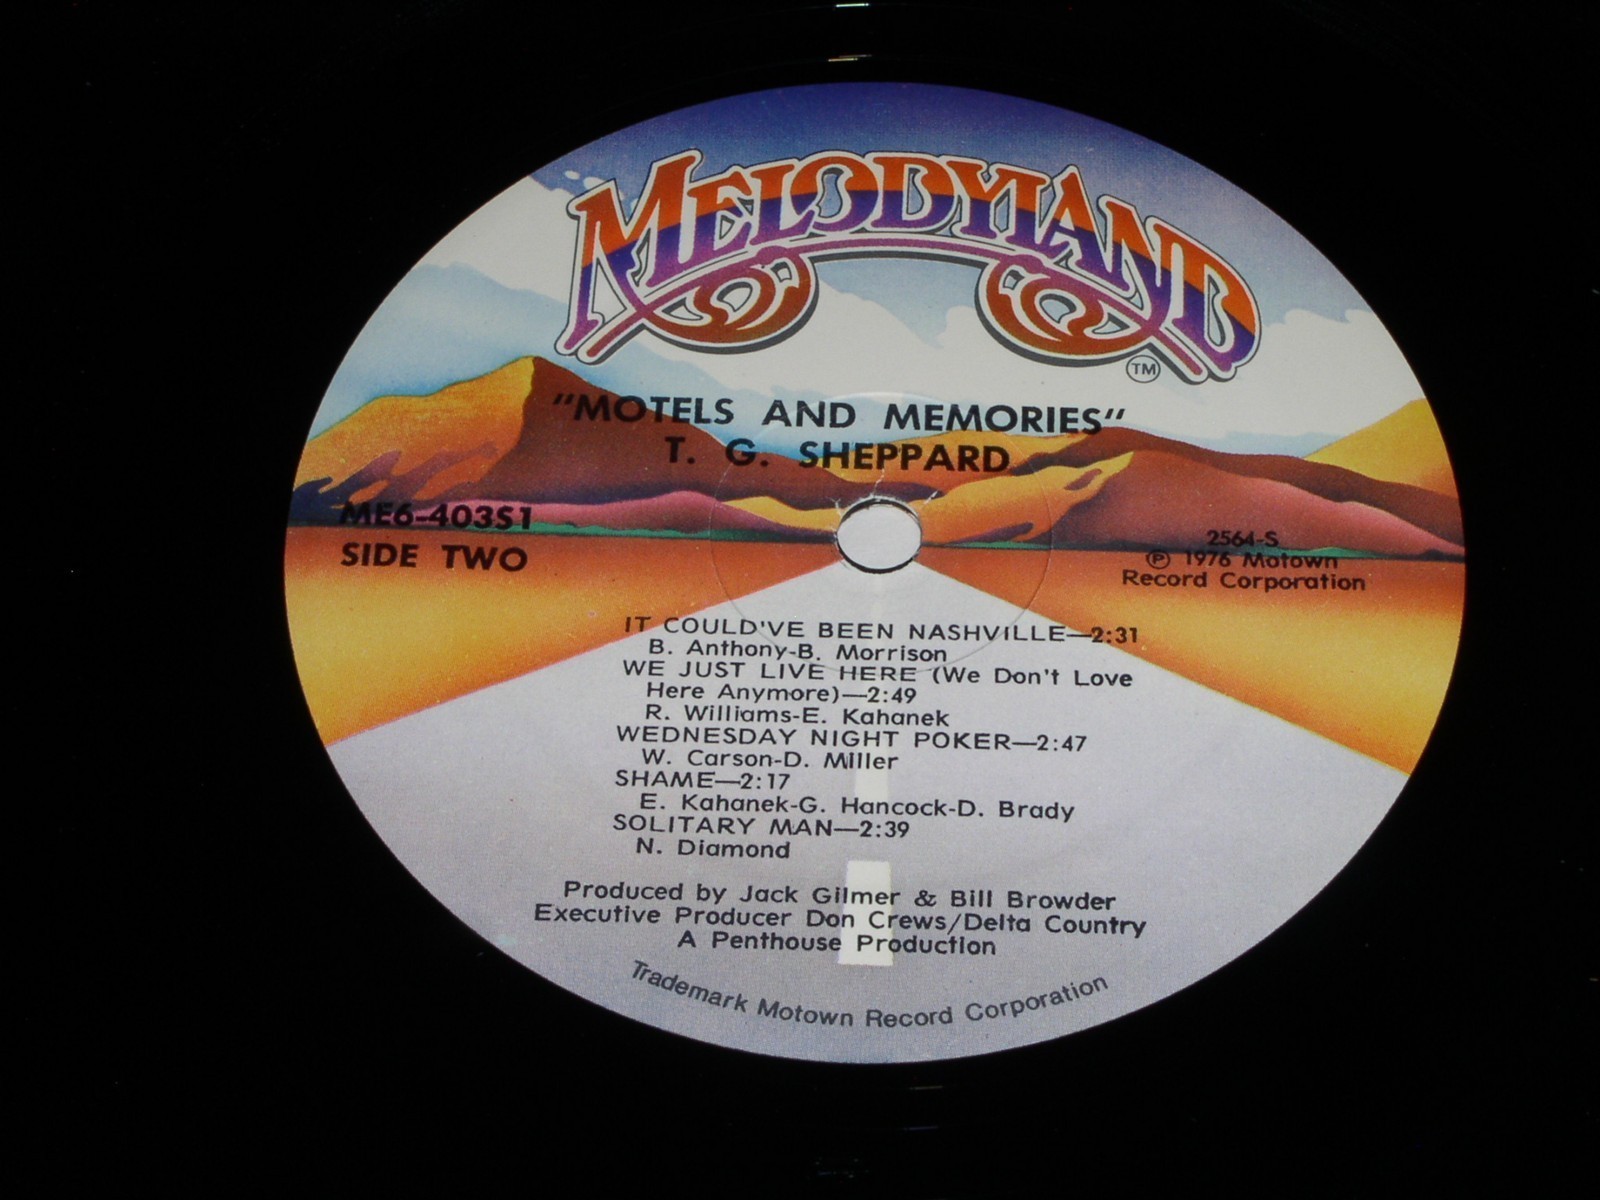 MELODYLAND
TM
"MOTELS AND MEMORIES"
T. G. SHEPPARD
ME6-403S1
SIDE TWO
2564-S
Ⓟ 1976 Motown
Record Corporation
IT COULD'VE BEEN NASHVILLE—2:31
B. Anthony-B. Morrison
WE JUST LIVE HERE (We Don't Love
Here Anymore)—2:49
R. Williams-E. Kahanek
WEDNESDAY NIGHT POKER—2:47
W. Carson-D. Miller
SHAME—2:17
E. Kahanek-G. Hancock-D. Brady
SOLITARY MAN—2:39
N. Diamond
Produced by Jack Gilmer & Bill Browder
Executive Producer Don Crews/Delta Country
A Penthouse Production
Trademark Motown Record Corporation